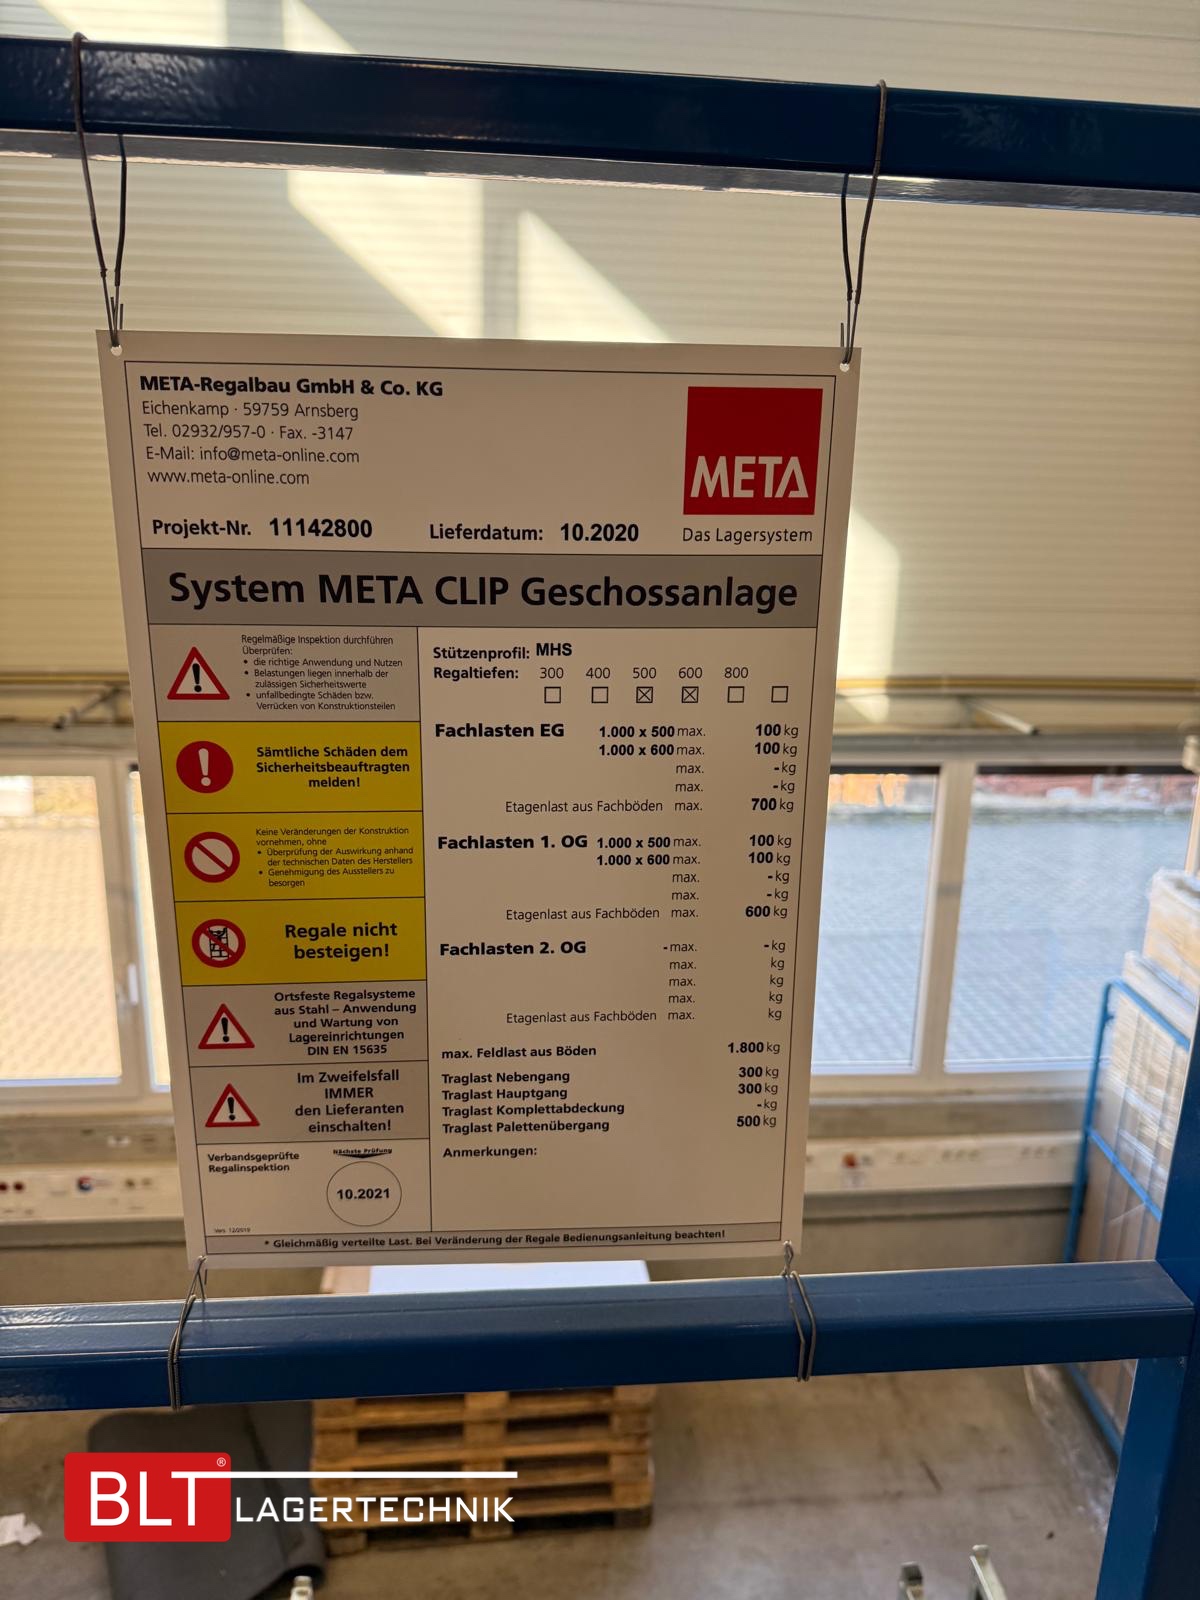 META-Regalbau GmbH & Co. KG
Eichenkamp · 59759 Arnsberg
Tel. 02932/957-0 · Fax. -3147
E-Mail: info@meta-online.com
www.meta-online.com
META
Das Lagersystem
Projekt-Nr. 11142800 Lieferdatum: 10.2020
System META CLIP Geschossanlage
Regelmäßige Inspektion durchführen
Überprüfen:
• die richtige Anwendung und Nutzen
• Belastungen liegen innerhalb der
zulässigen Sicherheitswerte
• unfallbedingte Schäden bzw.
Verrücken von Konstruktionsteilen
Sämtliche Schäden dem
Sicherheitsbeauftragten
melden!
Keine Veränderungen der Konstruktion
vornehmen, ohne
• Überprüfung der Auswirkung anhand
der technischen Daten des Herstellers
• Genehmigung des Ausstellers zu
besorgen
Regale nicht
besteigen!
Ortsfeste Regalsysteme
aus Stahl – Anwendung
und Wartung von
Lagereinrichtungen
DIN EN 15635
Im Zweifelsfall
IMMER
den Lieferanten
einschalten!
Verbandsgeprüfte
Regalinspektion
Nächste Prüfung
10.2021
Vers. 12/2019
Stützenprofil: MHS
Regaltiefen: 300 400 500 600 800
☐ ☐ ☒ ☒ ☐ ☐
Fachlasten EG 1.000 x 500 max. 100 kg
1.000 x 600 max. 100 kg
max. - kg
max. - kg
Etagenlast aus Fachböden max. 700 kg
Fachlasten 1. OG 1.000 x 500 max. 100 kg
1.000 x 600 max. 100 kg
max. - kg
max. - kg
Etagenlast aus Fachböden max. 600 kg
Fachlasten 2. OG - max. - kg
max. kg
max. kg
max. kg
Etagenlast aus Fachböden max. kg
max. Feldlast aus Böden 1.800 kg
Traglast Nebengang 300 kg
Traglast Hauptgang 300 kg
Traglast Komplettabdeckung - kg
Traglast Palettenübergang 500 kg
Anmerkungen:
* Gleichmäßig verteilte Last. Bei Veränderung der Regale Bedienungsanleitung beachten!
BLT®
LAGERTECHNIK